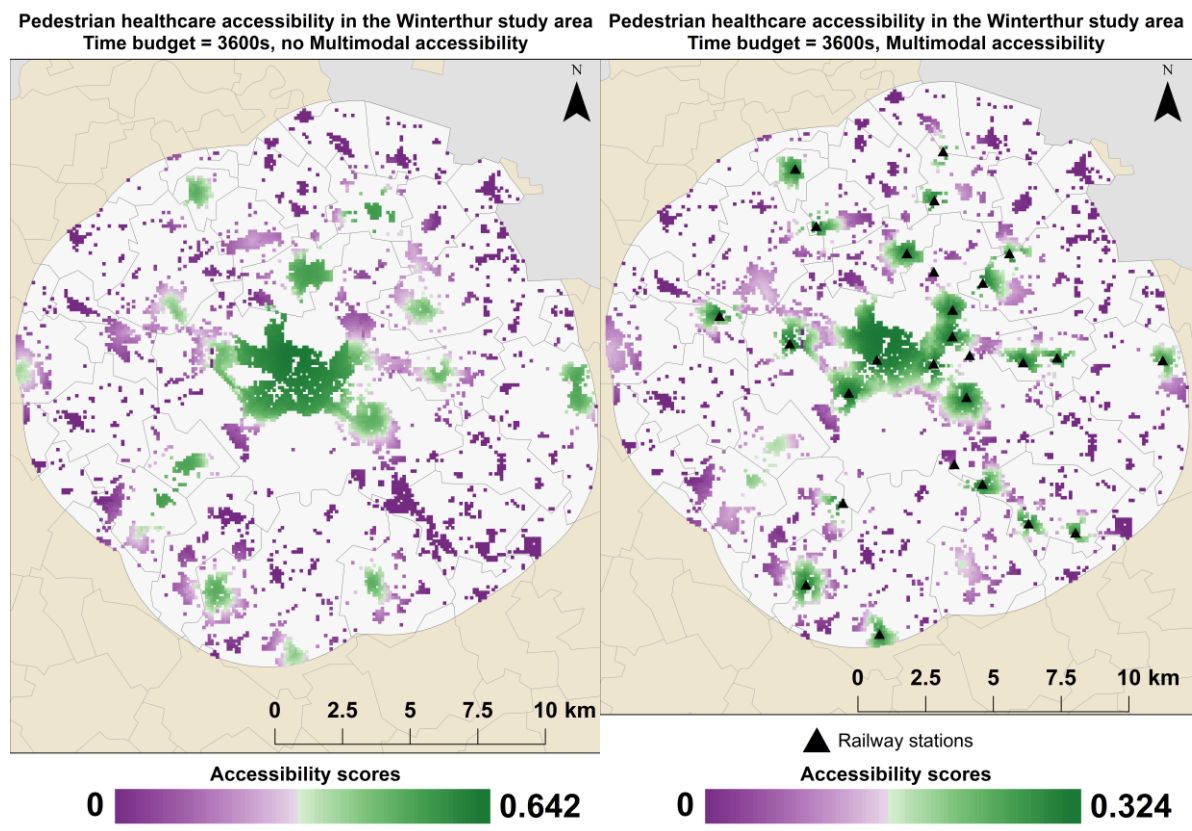 Pedestrian healthcare accessibility in the Winterthur study area
Time budget = 3600s, no Multimodal accessibility
N
0 2.5 5 7.5 10 km
Accessibility scores
0 0.642
Pedestrian healthcare accessibility in the Winterthur study area
Time budget = 3600s, Multimodal accessibility
N
0 2.5 5 7.5 10 km
Railway stations
Accessibility scores
0 0.324